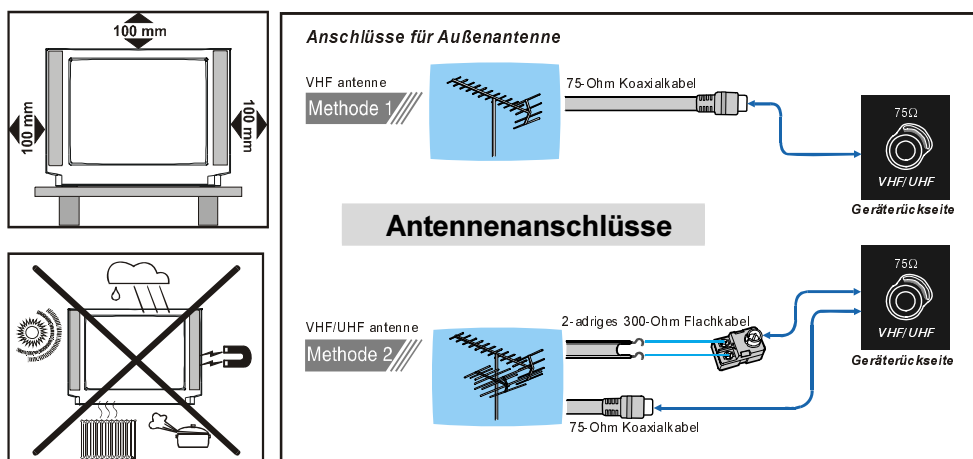 100 mm
100 mm
100 mm
Anschlüsse für Außenantenne
VHF antenne
Methode 1
75-Ohm Koaxialkabel
75Ω
VHF/UHF
Geräterückseite
Antennenanschlüsse
VHF/UHF antenne
Methode 2
2-adriges 300-Ohm Flachkabel
75-Ohm Koaxialkabel
75Ω
VHF/UHF
Geräterückseite